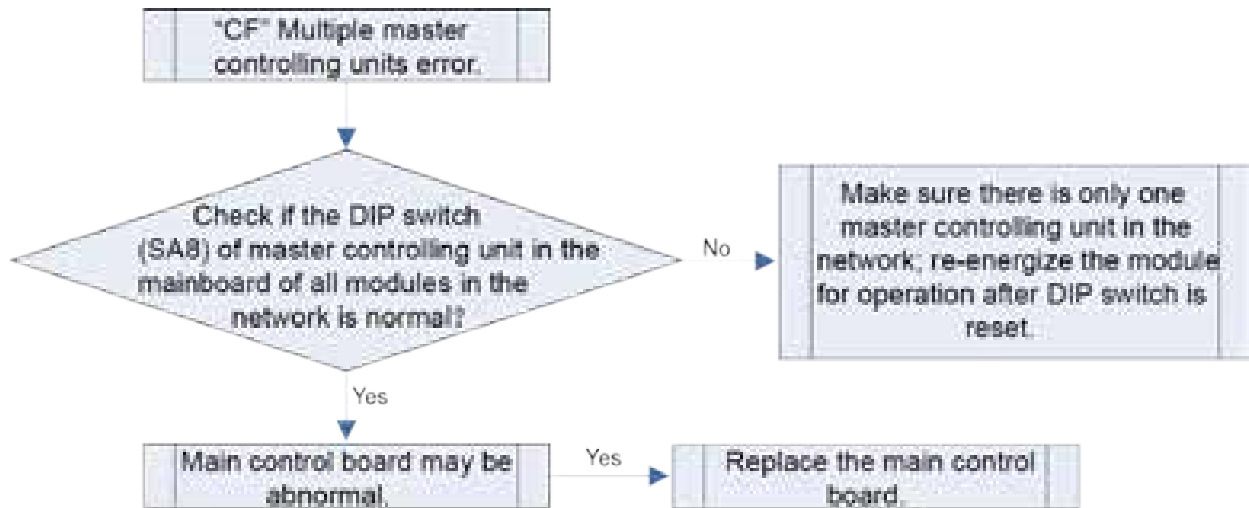 "CF" Multiple master
controlling units error.
Check if the DIP switch
(SA8) of master controlling unit in the
mainboard of all modules in the
network is normal?
No
Make sure there is only one
master controlling unit in the
network; re-energize the module
for operation after DIP switch is
reset.
Yes
Main control board may be
abnormal.
Yes
Replace the main control
board.